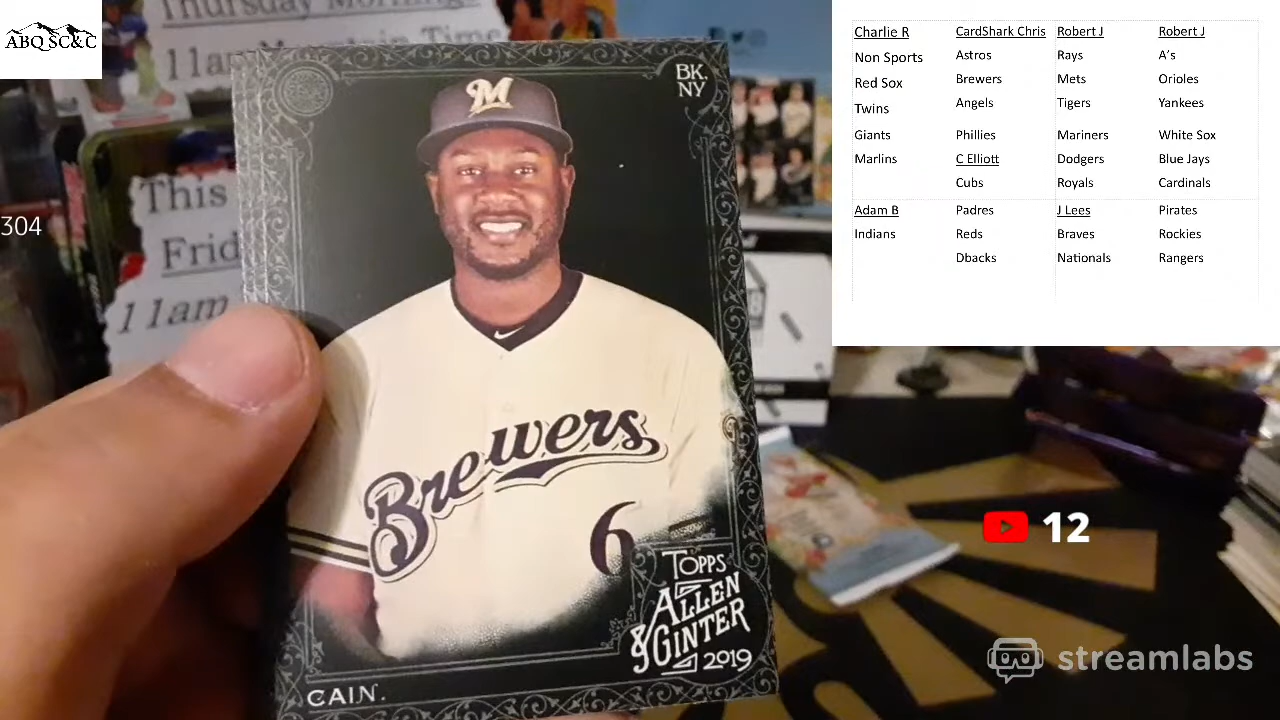 ABQ SC&C
Thursday Mornings
11am Mountain Time
This
Frid
11am
304
BK.
NY
M
Brewers
6
TOPPS
ALLEN
& GINTER
2019
CAIN.
Charlie R
Non Sports
Red Sox
Twins
Giants
Marlins
Adam B
Indians
CardShark Chris
Astros
Brewers
Angels
Phillies
C Elliott
Cubs
Padres
Reds
Dbacks
Robert J
Rays
Mets
Tigers
Mariners
Dodgers
Royals
J Lees
Braves
Nationals
Robert J
A's
Orioles
Yankees
White Sox
Blue Jays
Cardinals
Pirates
Rockies
Rangers
12
streamlabs